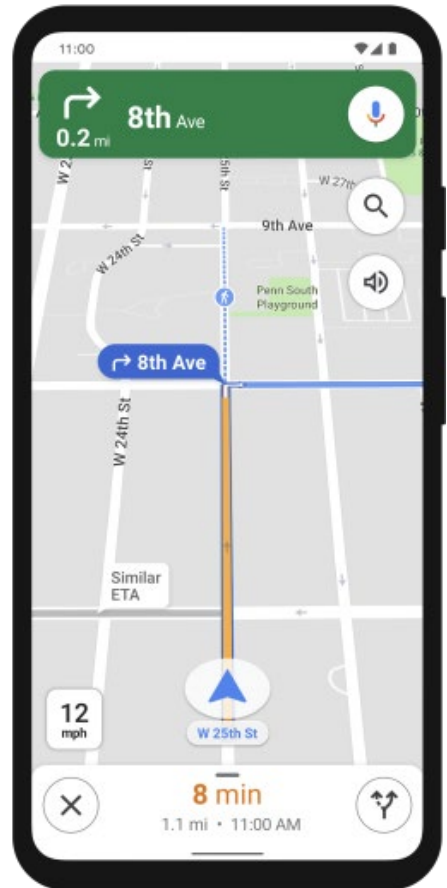 11:00
8th Ave
0.2 mi
W 27th
9th Ave
W 24th St
Penn South
Playground
8th Ave
W 24th St
Similar
ETA
12
mph
W 25th St
8 min
1.1 mi • 11:00 AM